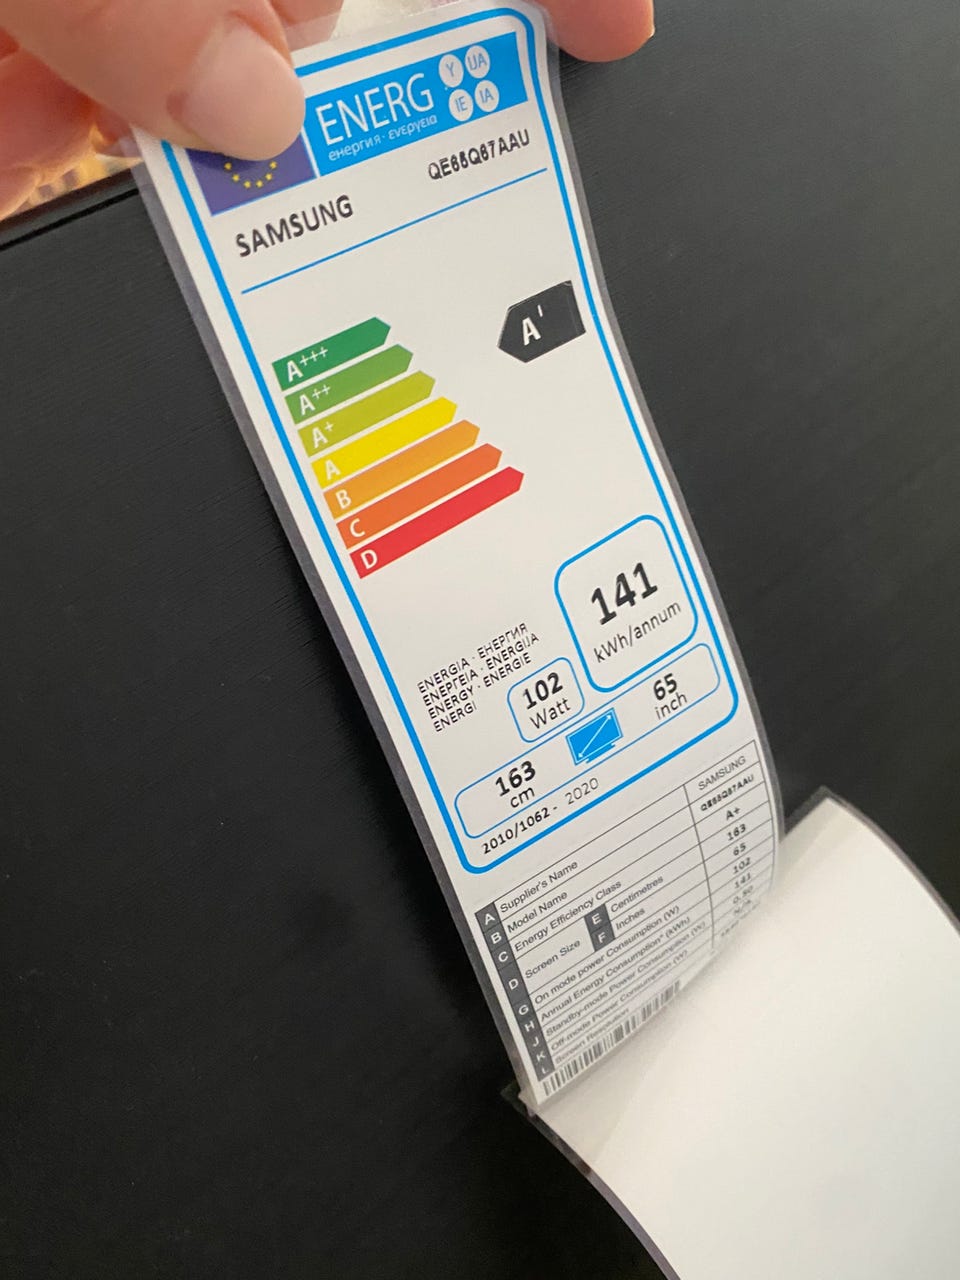 ENERG Y UA
IE IA
енергия · ενεργεια
SAMSUNG QE65Q67AAU
A+++
A++
A+
A
B
C
D
A+
141
kWh/annum
ENERGIA · ЕНЕРГИЯ
ΕΝΕΡΓΕΙΑ · ENERGIJA
ENERGY · ENERGIE
ENERGI
102
Watt
163
cm
65
inch
2010/1062 - 2020
A Supplier's Name SAMSUNG
B Model Name QE65Q67AAU
C Energy Efficiency Class A+
D Screen Size E Centimetres 163
F Inches 65
G On mode power Consumption (W) 102
H Annual Energy Consumption* (kWh) 141
J Standby-mode Power Consumption (W) 0.50
K Off-mode Power Consumption (W) N/A
L Screen Resolution